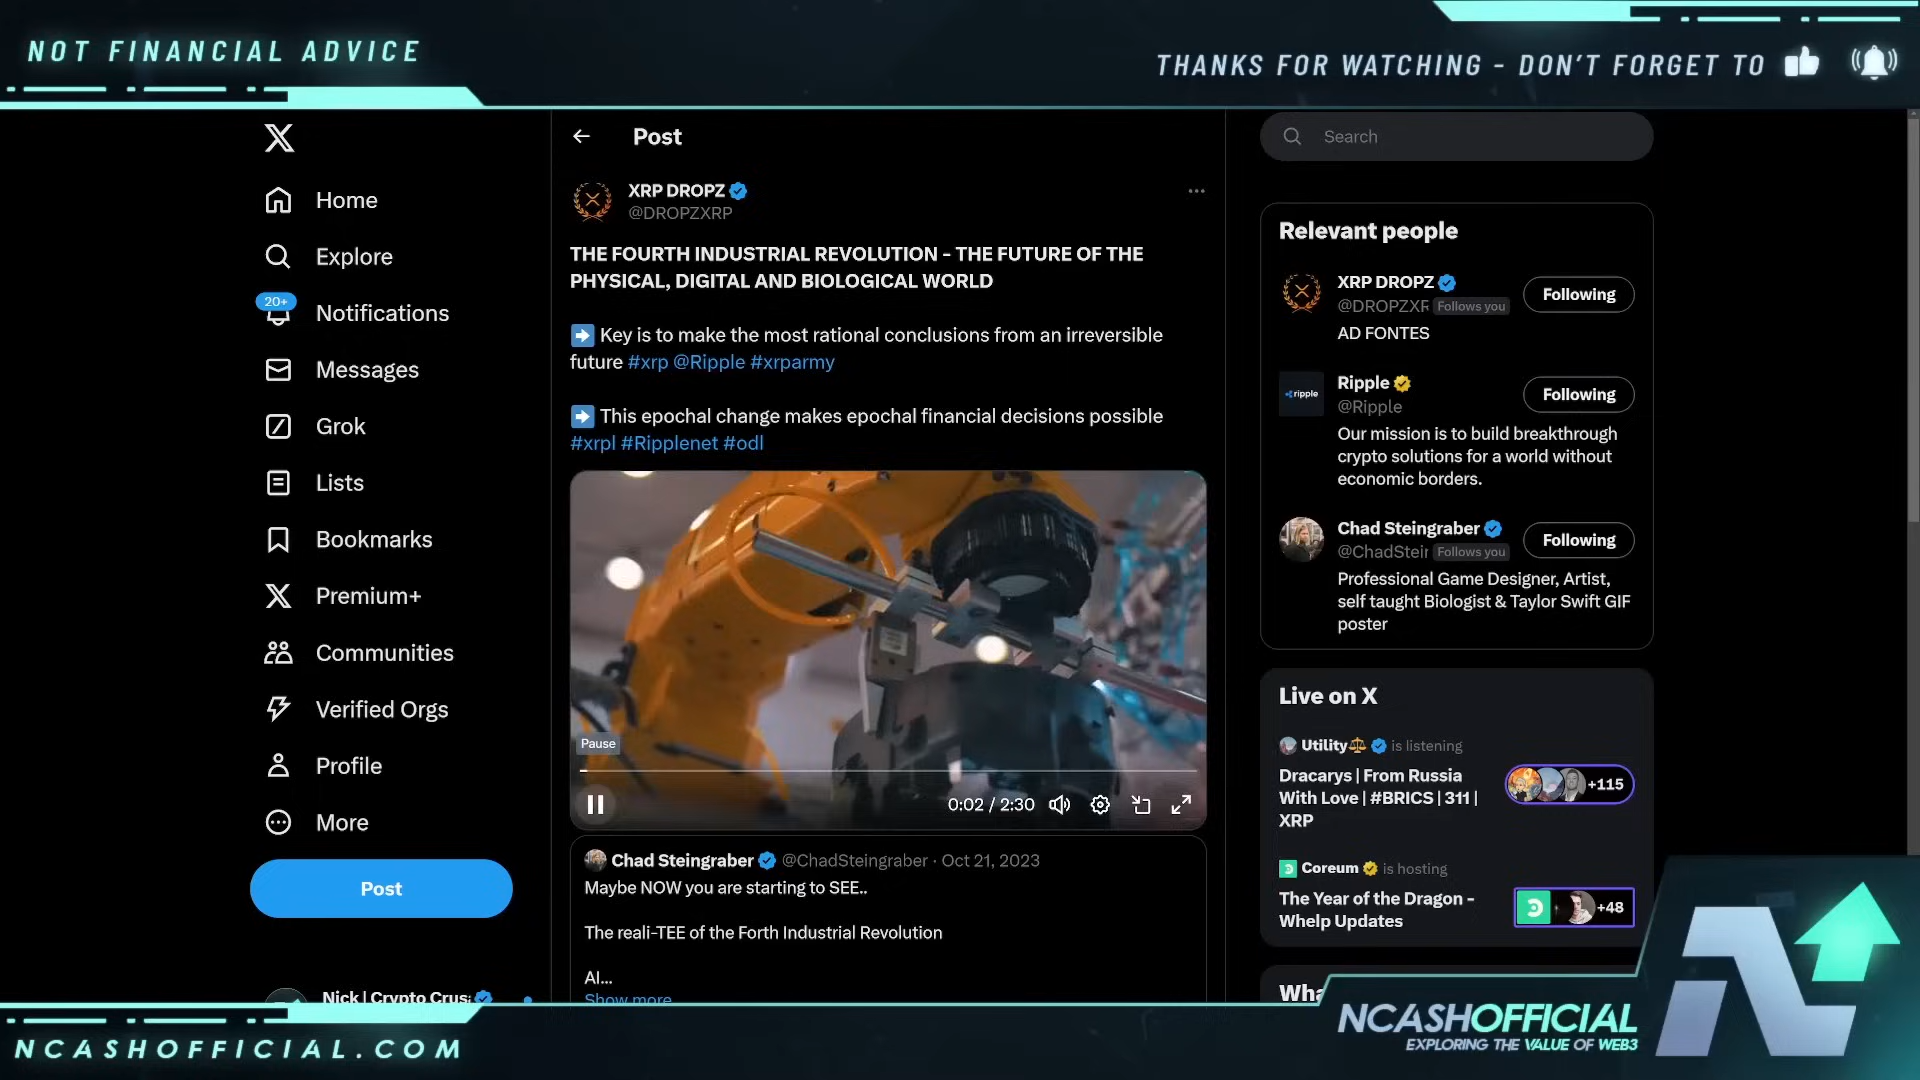 NOT FINANCIAL ADVICE
THANKS FOR WATCHING - DON'T FORGET TO
Home
Explore
20+
Notifications
Messages
Grok
Lists
Bookmarks
Premium+
Communities
Verified Orgs
Profile
More
Post
Nick | Crypto Crus
Post
XRP DROPZ
@DROPZXRP
THE FOURTH INDUSTRIAL REVOLUTION - THE FUTURE OF THE
PHYSICAL, DIGITAL AND BIOLOGICAL WORLD
➡️ Key is to make the most rational conclusions from an irreversible
future #xrp @Ripple #xrparmy
➡️ This epochal change makes epochal financial decisions possible
#xrpl #Ripplenet #odl
Pause
0:02 / 2:30
Chad Steingraber @ChadSteingraber · Oct 21, 2023
Maybe NOW you are starting to SEE..
The reali-TEE of the Forth Industrial Revolution
AI...
Show more
Search
Relevant people
XRP DROPZ
@DROPZXR Follows you
Following
AD FONTES
Ripple
@Ripple
Following
ripple
Our mission is to build breakthrough
crypto solutions for a world without
economic borders.
Chad Steingraber
@ChadSteir Follows you
Following
Professional Game Designer, Artist,
self taught Biologist & Taylor Swift GIF
poster
Live on X
Utility⚖️ is listening
Dracarys | From Russia
With Love | #BRICS | 311 |
XRP
+115
Coreum is hosting
The Year of the Dragon -
Whelp Updates
+48
Wha
NCASHOFFICIAL.COM
NCASHOFFICIAL
EXPLORING THE VALUE OF WEB3